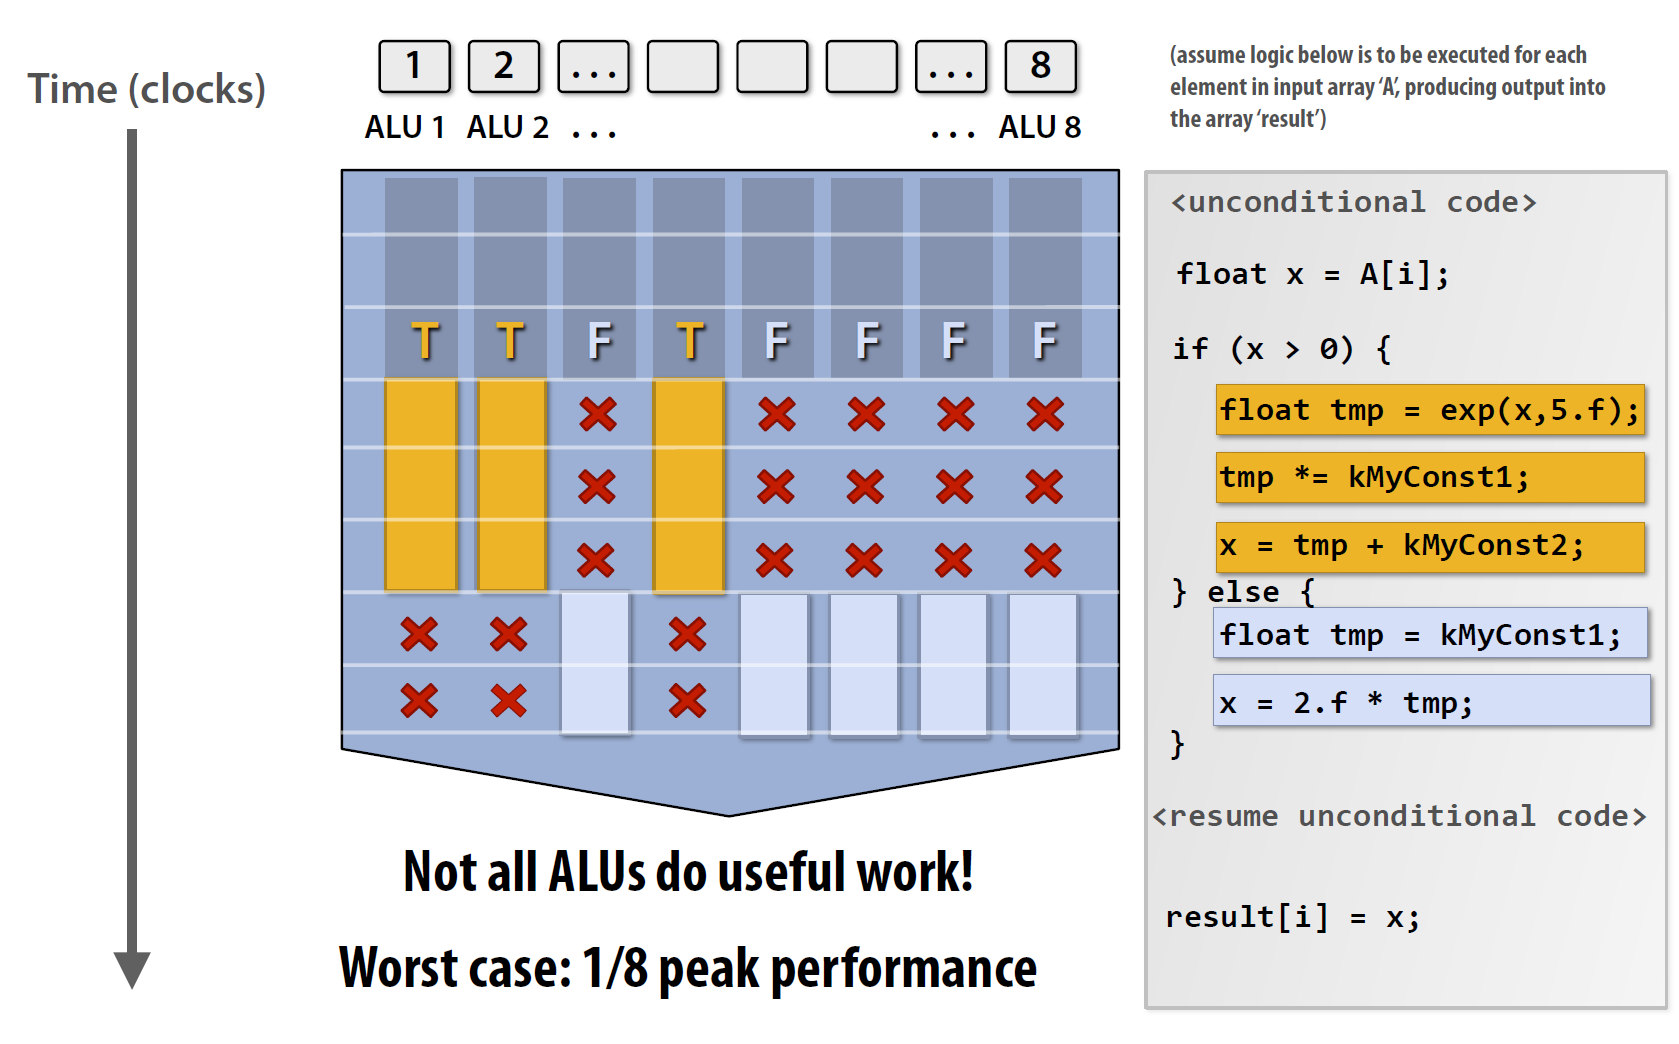 Time (clocks)
1 2 ... ... 8
ALU 1 ALU 2 ... ... ALU 8
(assume logic below is to be executed for each
element in input array ‘A’, producing output into
the array ‘result’)
T T F T F F F F
<unconditional code>
float x = A[i];
if (x > 0) {
float tmp = exp(x,5.f);
tmp *= kMyConst1;
x = tmp + kMyConst2;
} else {
float tmp = kMyConst1;
x = 2.f * tmp;
}
<resume unconditional code>
result[i] = x;
Not all ALUs do useful work!
Worst case: 1/8 peak performance